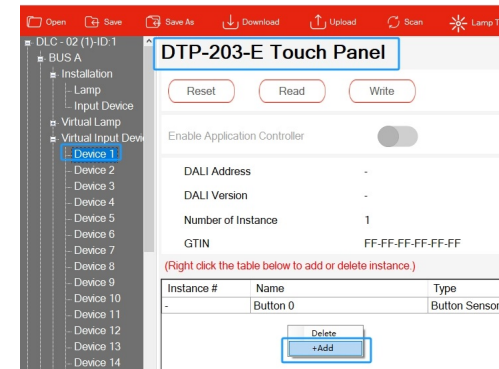 Open Save Save As Download Upload Scan Lamp T
DLC - 02 (1)-ID:1
BUS A
Installation
Lamp
Input Device
Virtual Lamp
Virtual Input Devi
Device 1
Device 2
Device 3
Device 4
Device 5
Device 6
Device 7
Device 8
Device 9
Device 10
Device 11
Device 12
Device 13
Device 14
DTP-203-E Touch Panel
Reset Read Write
Enable Application Controller
DALI Address -
DALI Version -
Number of Instance 1
GTIN FF-FF-FF-FF-FF-FF
(Right click the table below to add or delete instance.)
Instance # Name Type
- Button 0 Button Sensor
Delete
+Add